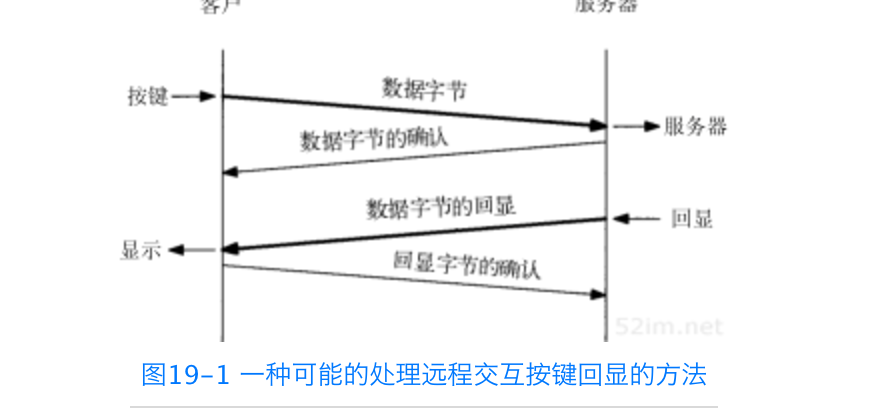 客户 服务器
数据字节
按键
服务器
数据字节的确认
数据字节的回显
回显
显示
回显字节的确认
52im.net
图19-1 一种可能的处理远程交互按键回显的方法